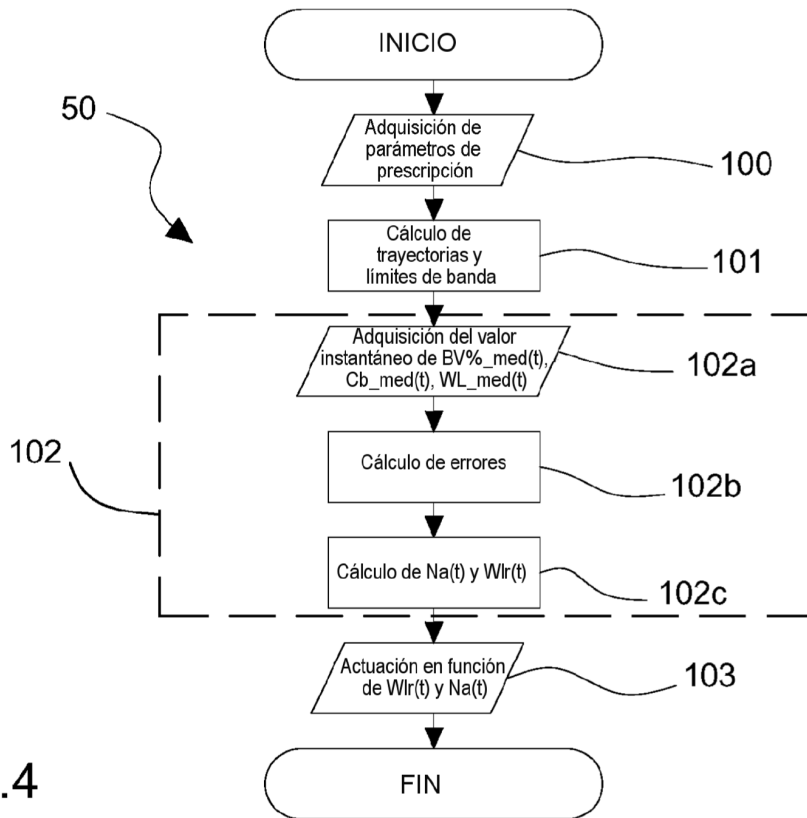 INICIO
50
Adquisición de
parámetros de
prescripción
100
Cálculo de
trayectorias y
límites de banda
101
Adquisición del valor
instantáneo de BV%_med(t),
Cb_med(t), WL_med(t)
102a
102
Cálculo de errores
102b
Cálculo de Na(t) y Wlr(t)
102c
Actuación en función
de Wlr(t) y Na(t)
103
FIN
.4